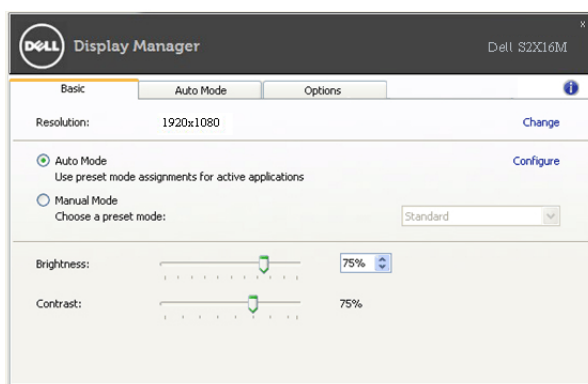 x
DELL Display Manager
Dell S2X16M
Basic Auto Mode Options i
Resolution: 1920x1080 Change
Auto Mode Configure
Use preset mode assignments for active applications
Manual Mode
Choose a preset mode: Standard
Brightness: 75%
Contrast: 75%